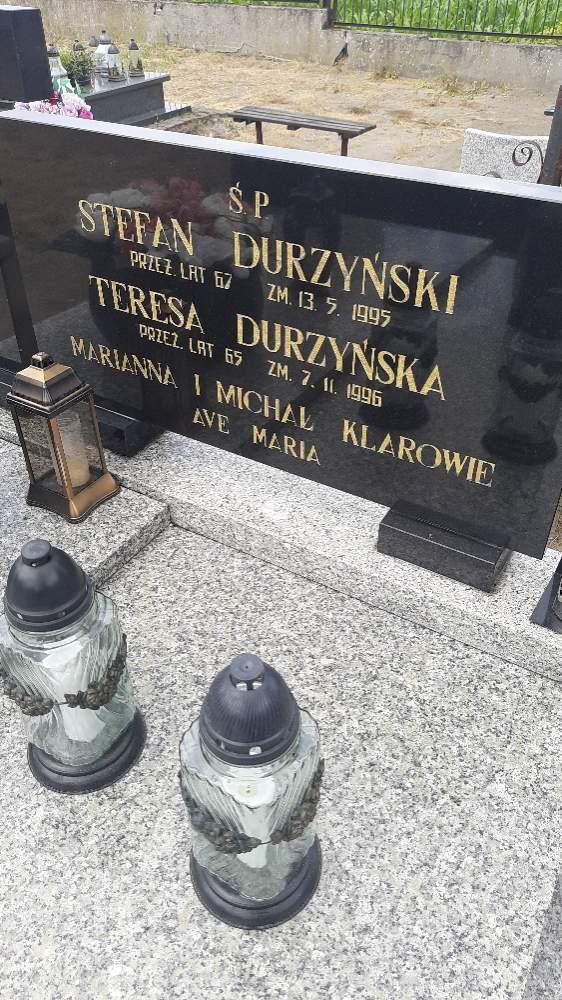 Ś.P
STEFAN DURZYŃSKI
PRZEŻ. LAT 67 ZM. 13. 5. 1995
TERESA DURZYŃSKA
PRZEŻ. LAT 65 ZM. 7. 11. 1996
MARIANNA I MICHAŁ KLAROWIE
AVE MARIA